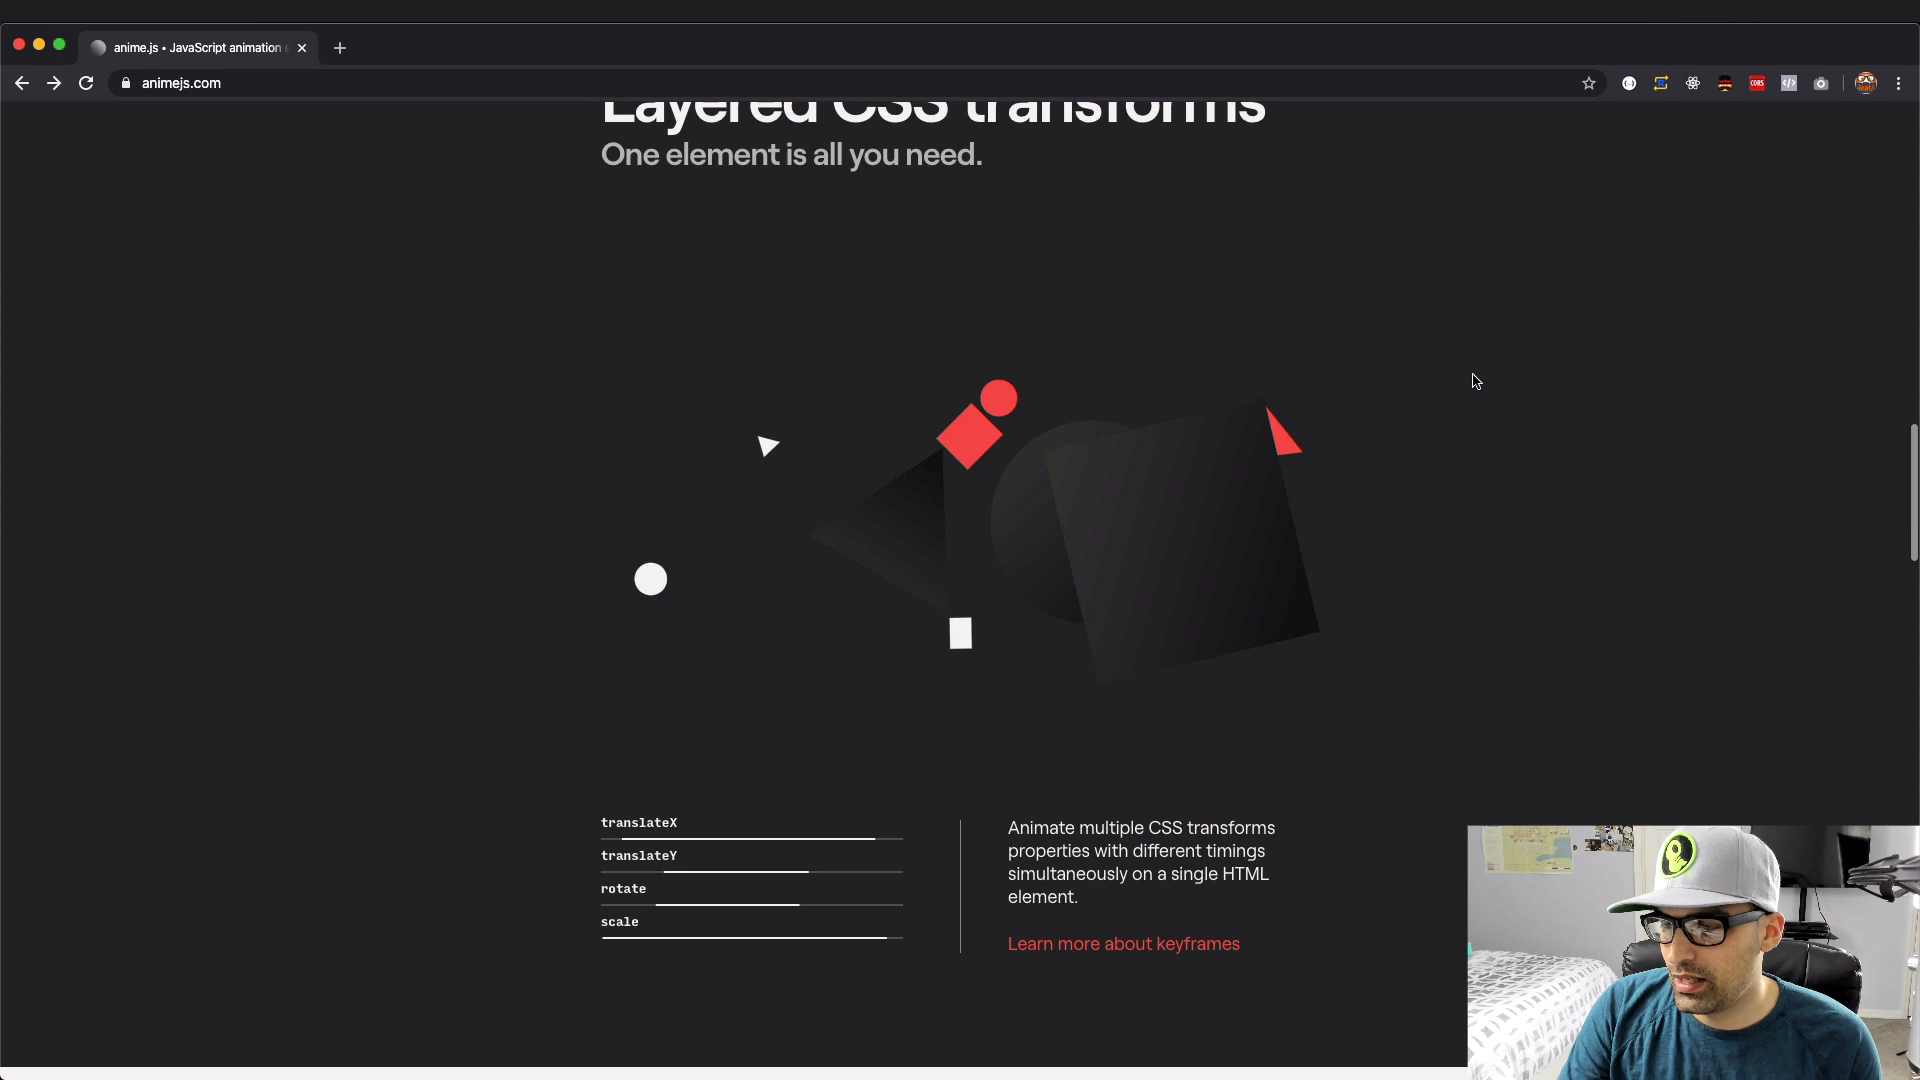 anime.js • JavaScript animation
animejs.com
CORS
Layered CSS transforms
One element is all you need.
translateX
translateY
rotate
scale
Animate multiple CSS transforms
properties with different timings
simultaneously on a single HTML
element.
Learn more about keyframes